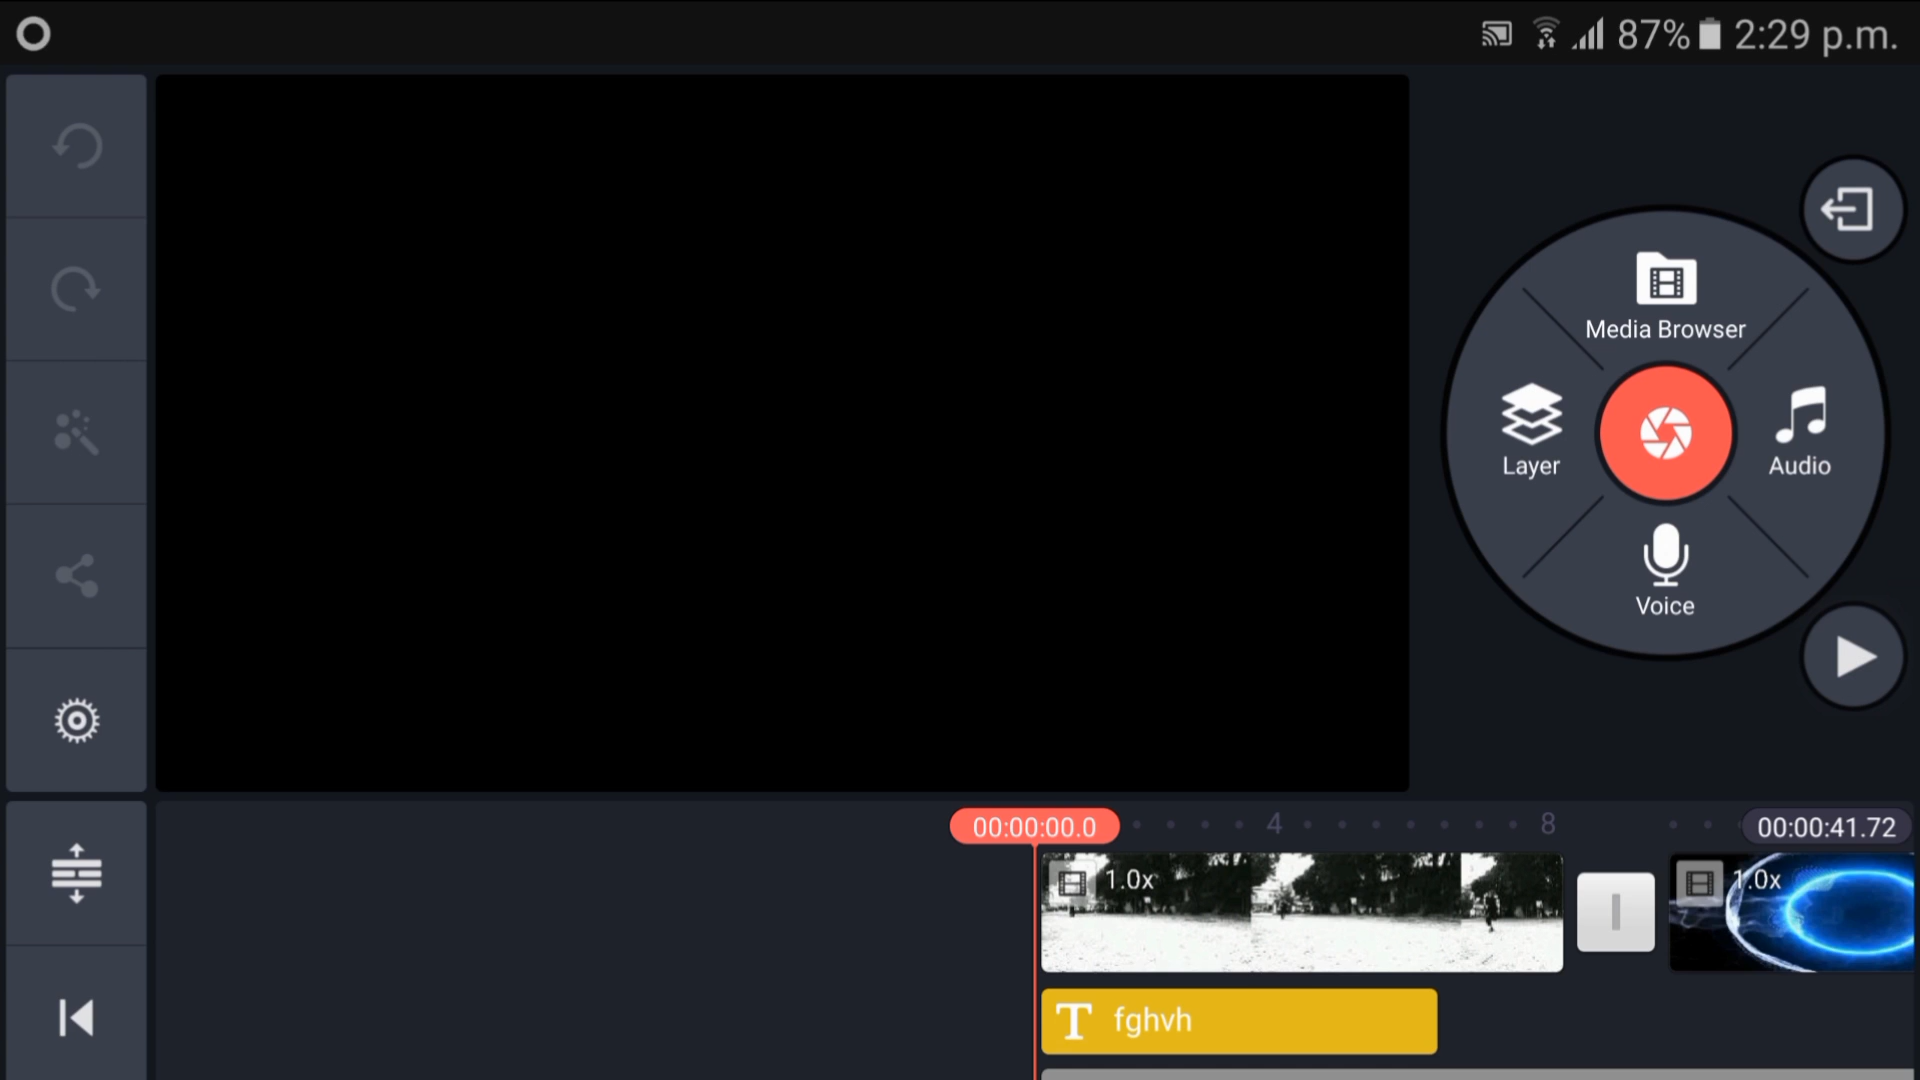 87% 2:29 p.m.
Media Browser
Layer
Audio
Voice
00:00:00.0 4 8 00:00:41.72
1.0x 1.0x
T fghvh